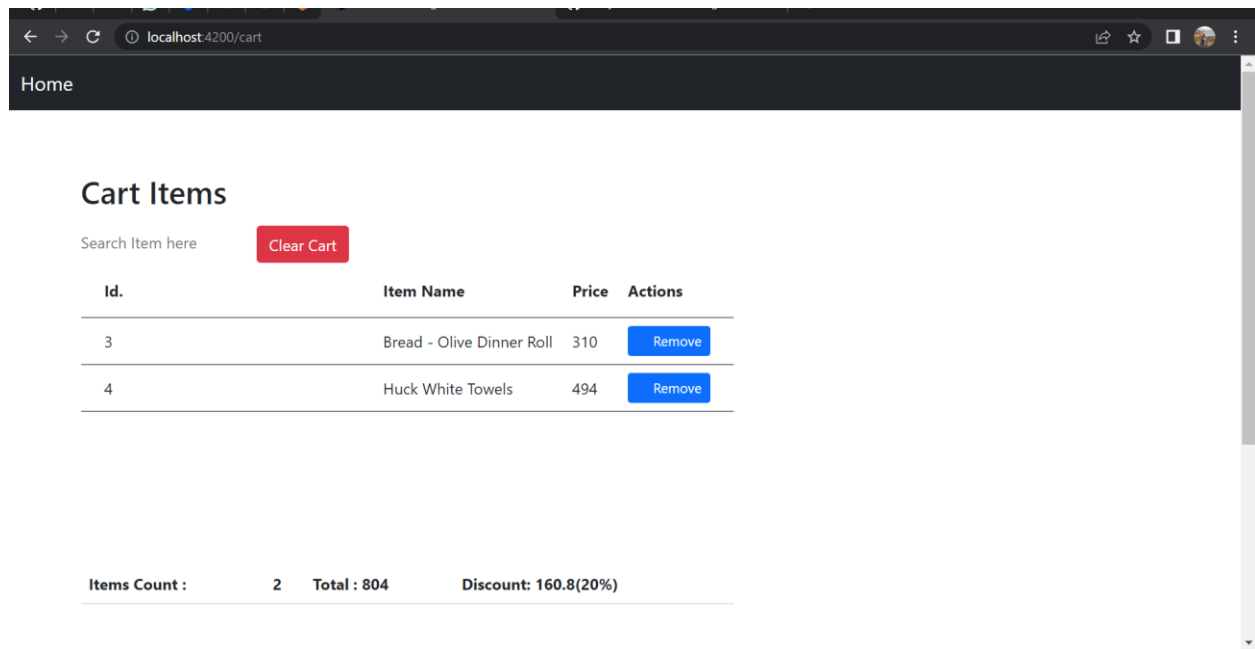 localhost:4200/cart
Home
Cart Items
Search Item here Clear Cart
Id. Item Name Price Actions
3 Bread - Olive Dinner Roll 310 Remove
4 Huck White Towels 494 Remove
Items Count : 2 Total : 804 Discount: 160.8(20%)